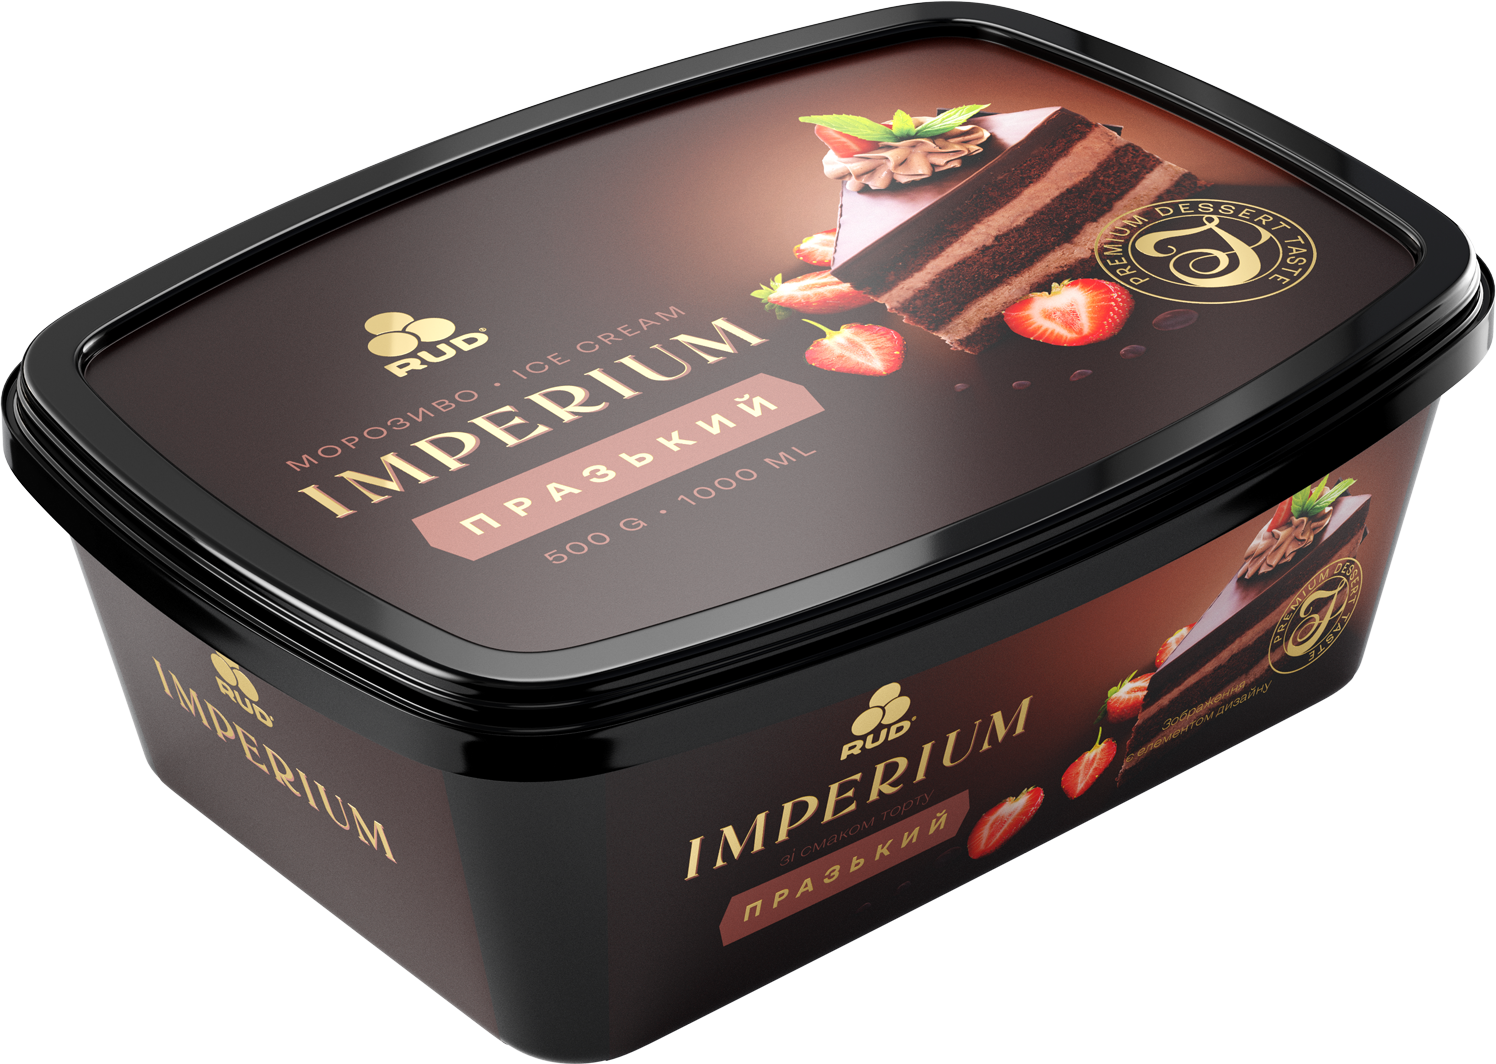 RUD®
МОРОЗИВО • ICE CREAM
IMPERIUM
ПРАЗЬКИЙ
500 G • 1000 ML
PREMIUM DESSERT TASTE
RUD
IMPERIUM
RUD®
IMPERIUM
зі смаком торту
ПРАЗЬКИЙ
PREMIUM DESSERT TASTE
Зображення
є елементом дизайну